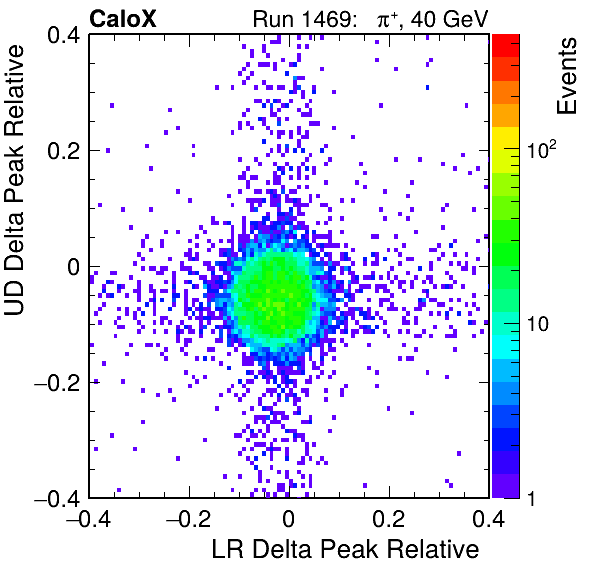 CaloX Run 1469: π⁺, 40 GeV
UD Delta Peak Relative
0.4
0.2
0
−0.2
−0.4
−0.4 −0.2 0 0.2 0.4
LR Delta Peak Relative
Events
10²
10
1